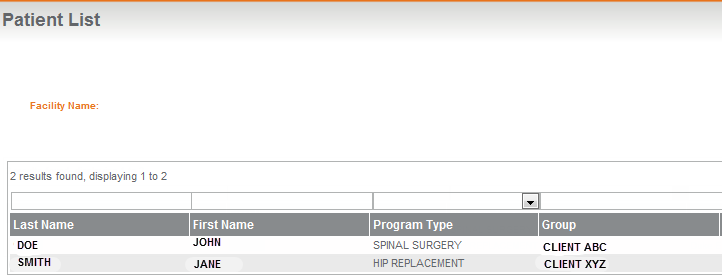 Patient List
Facility Name:
2 results found, displaying 1 to 2
Last Name First Name Program Type Group
DOE JOHN SPINAL SURGERY CLIENT ABC
SMITH JANE HIP REPLACEMENT CLIENT XYZ